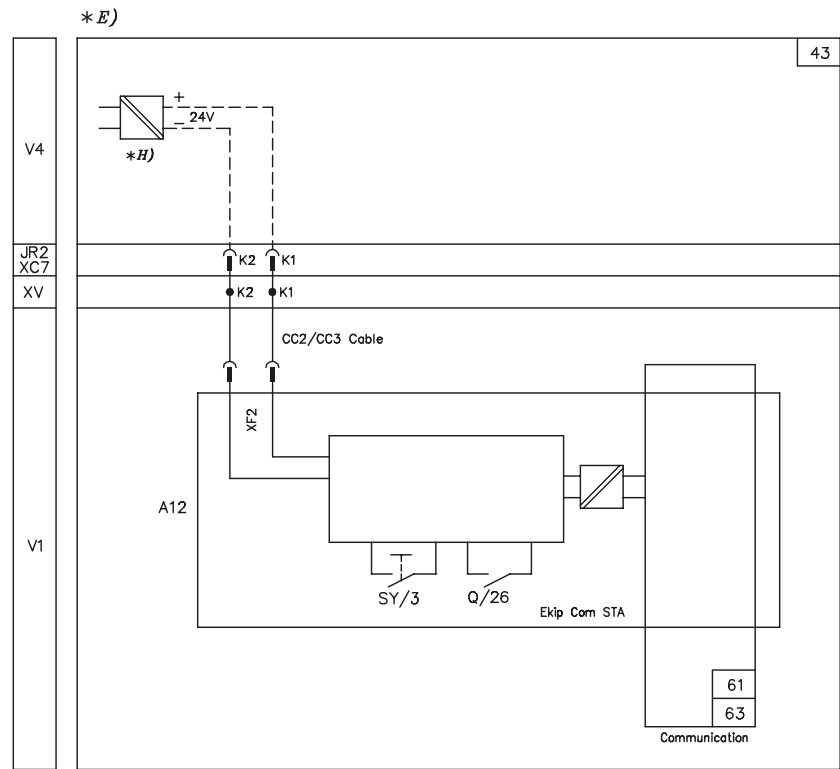 *E)
43
+
24V
−
*H)
V4
JR2
XC7
K2
K1
XV
K2
K1
CC2/CC3 Cable
XF2
A12
V1
SY/3
Q/26
Ekip Com STA
61
63
Communication